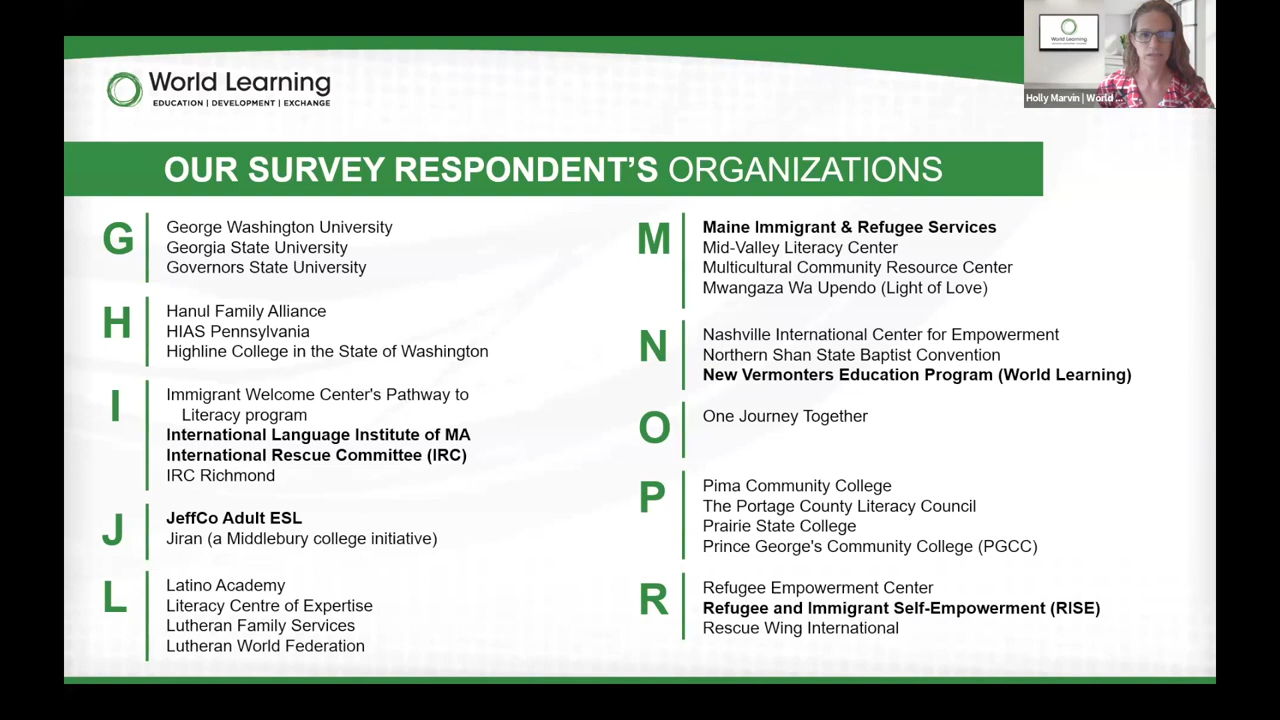 World Learning
EDUCATION | DEVELOPMENT | EXCHANGE
World Learning
Holly Marvin | World ...
OUR SURVEY RESPONDENT'S ORGANIZATIONS
G
George Washington University
Georgia State University
Governors State University
H
Hanul Family Alliance
HIAS Pennsylvania
Highline College in the State of Washington
I
Immigrant Welcome Center's Pathway to
Literacy program
International Language Institute of MA
International Rescue Committee (IRC)
IRC Richmond
J
JeffCo Adult ESL
Jiran (a Middlebury college initiative)
L
Latino Academy
Literacy Centre of Expertise
Lutheran Family Services
Lutheran World Federation
M
Maine Immigrant & Refugee Services
Mid-Valley Literacy Center
Multicultural Community Resource Center
Mwangaza Wa Upendo (Light of Love)
N
Nashville International Center for Empowerment
Northern Shan State Baptist Convention
New Vermonters Education Program (World Learning)
O
One Journey Together
P
Pima Community College
The Portage County Literacy Council
Prairie State College
Prince George's Community College (PGCC)
R
Refugee Empowerment Center
Refugee and Immigrant Self-Empowerment (RISE)
Rescue Wing International